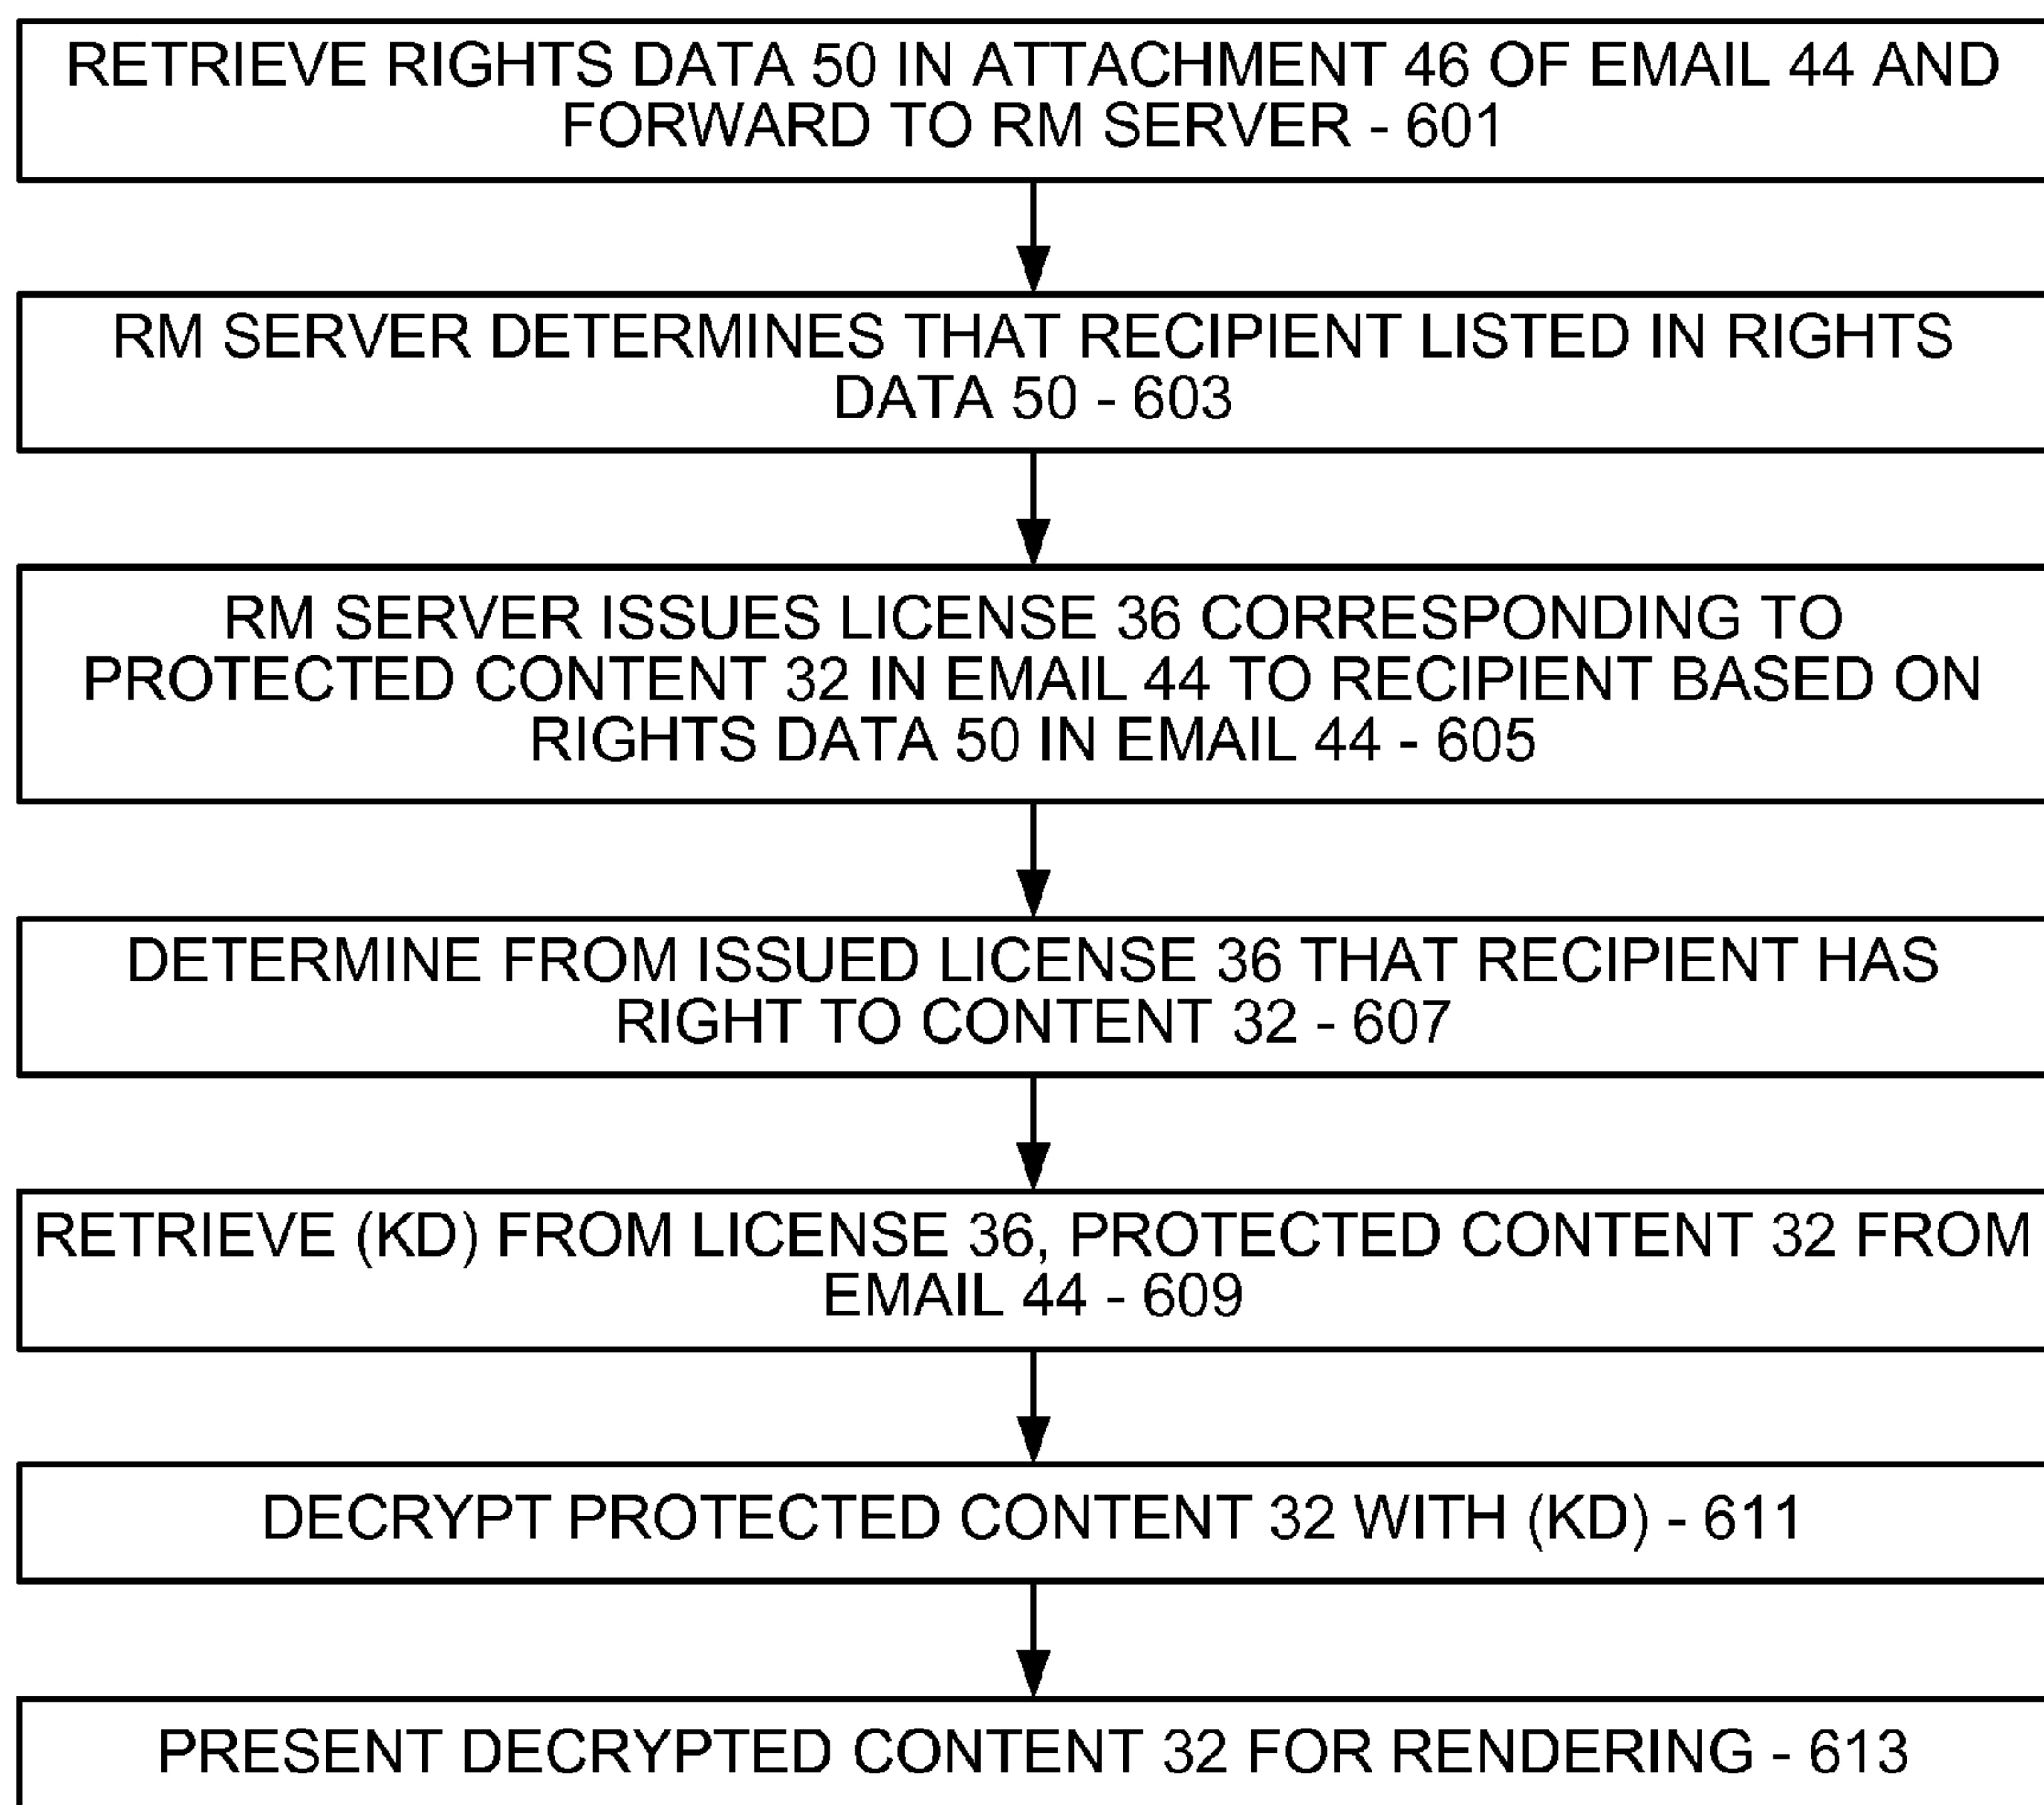 RETRIEVE RIGHTS DATA 50 IN ATTACHMENT 46 OF EMAIL 44 AND
FORWARD TO RM SERVER - 601
RM SERVER DETERMINES THAT RECIPIENT LISTED IN RIGHTS
DATA 50 - 603
RM SERVER ISSUES LICENSE 36 CORRESPONDING TO
PROTECTED CONTENT 32 IN EMAIL 44 TO RECIPIENT BASED ON
RIGHTS DATA 50 IN EMAIL 44 - 605
DETERMINE FROM ISSUED LICENSE 36 THAT RECIPIENT HAS
RIGHT TO CONTENT 32 - 607
RETRIEVE (KD) FROM LICENSE 36, PROTECTED CONTENT 32 FROM
EMAIL 44 - 609
DECRYPT PROTECTED CONTENT 32 WITH (KD) - 611
PRESENT DECRYPTED CONTENT 32 FOR RENDERING - 613